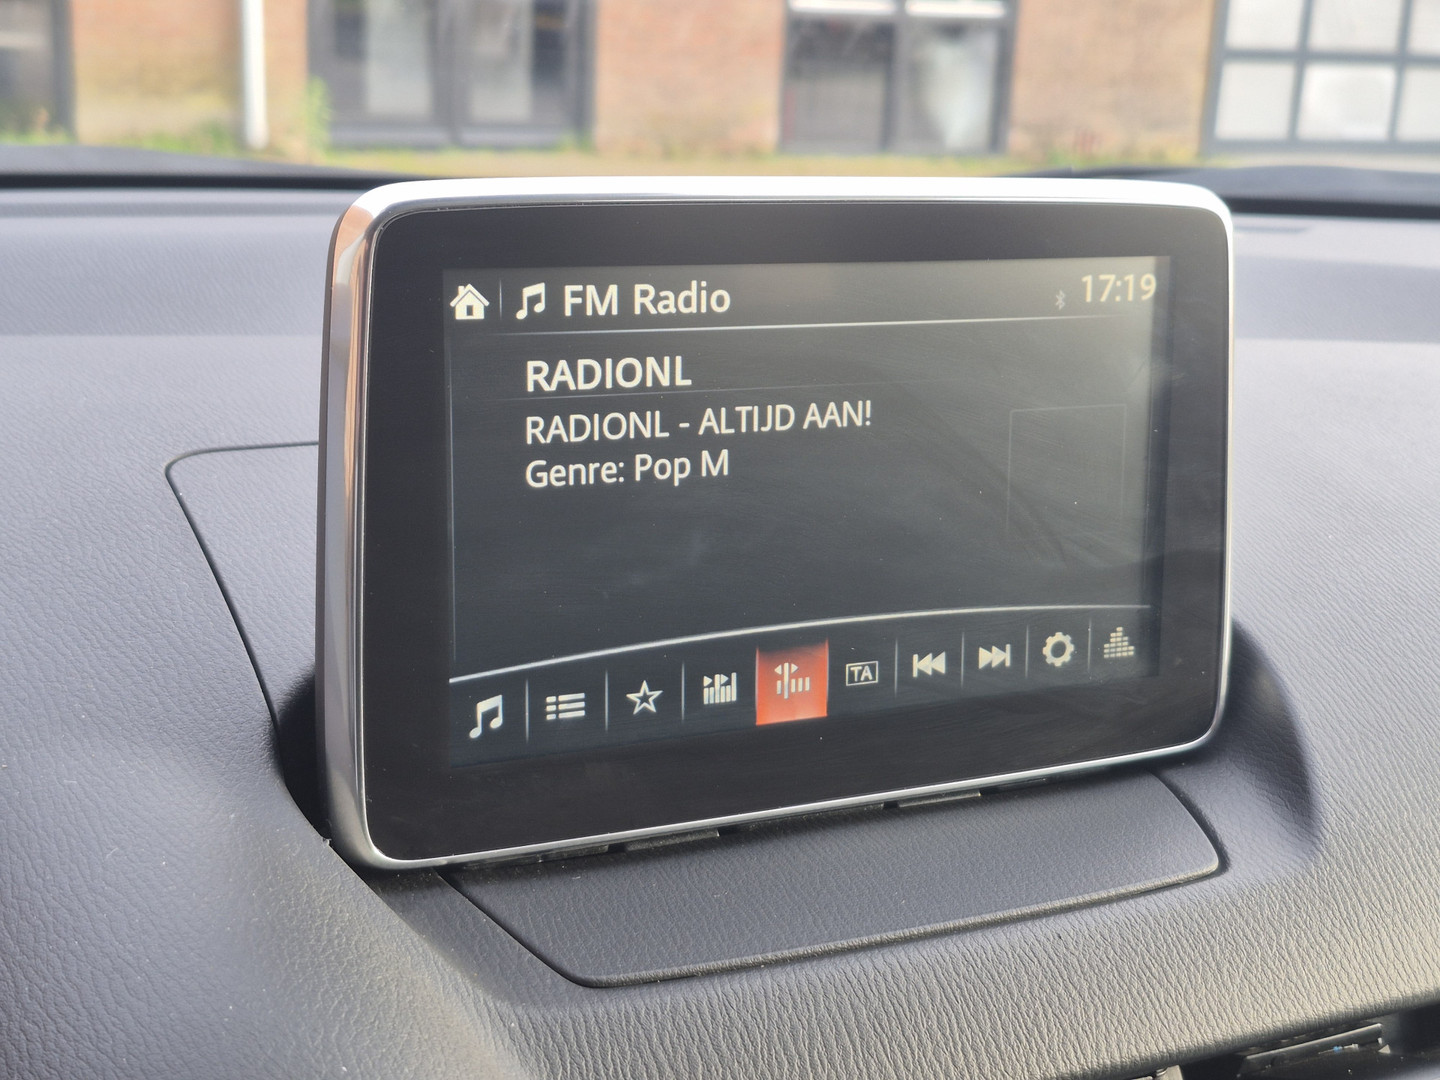 FM Radio 17:19
RADIONL
RADIONL - ALTIJD AAN!
Genre: Pop M
TA